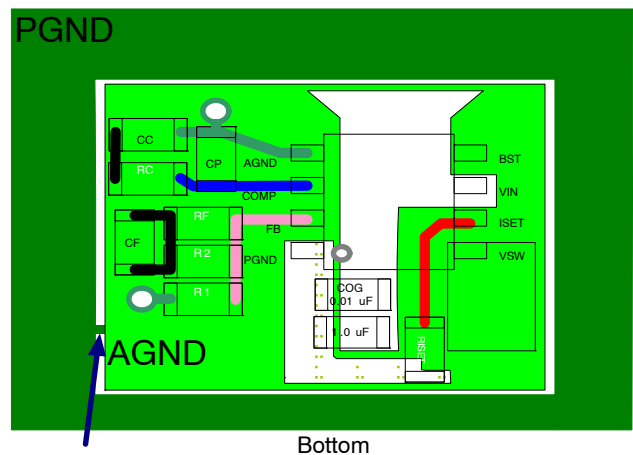 PGND
CC
RC
CP
AGND
COMP
RF
FB
CF
R2
PGND
R1
BST
VIN
ISET
VSW
COG
0.01 uF
1.0 uF
RISET
AGND
Bottom